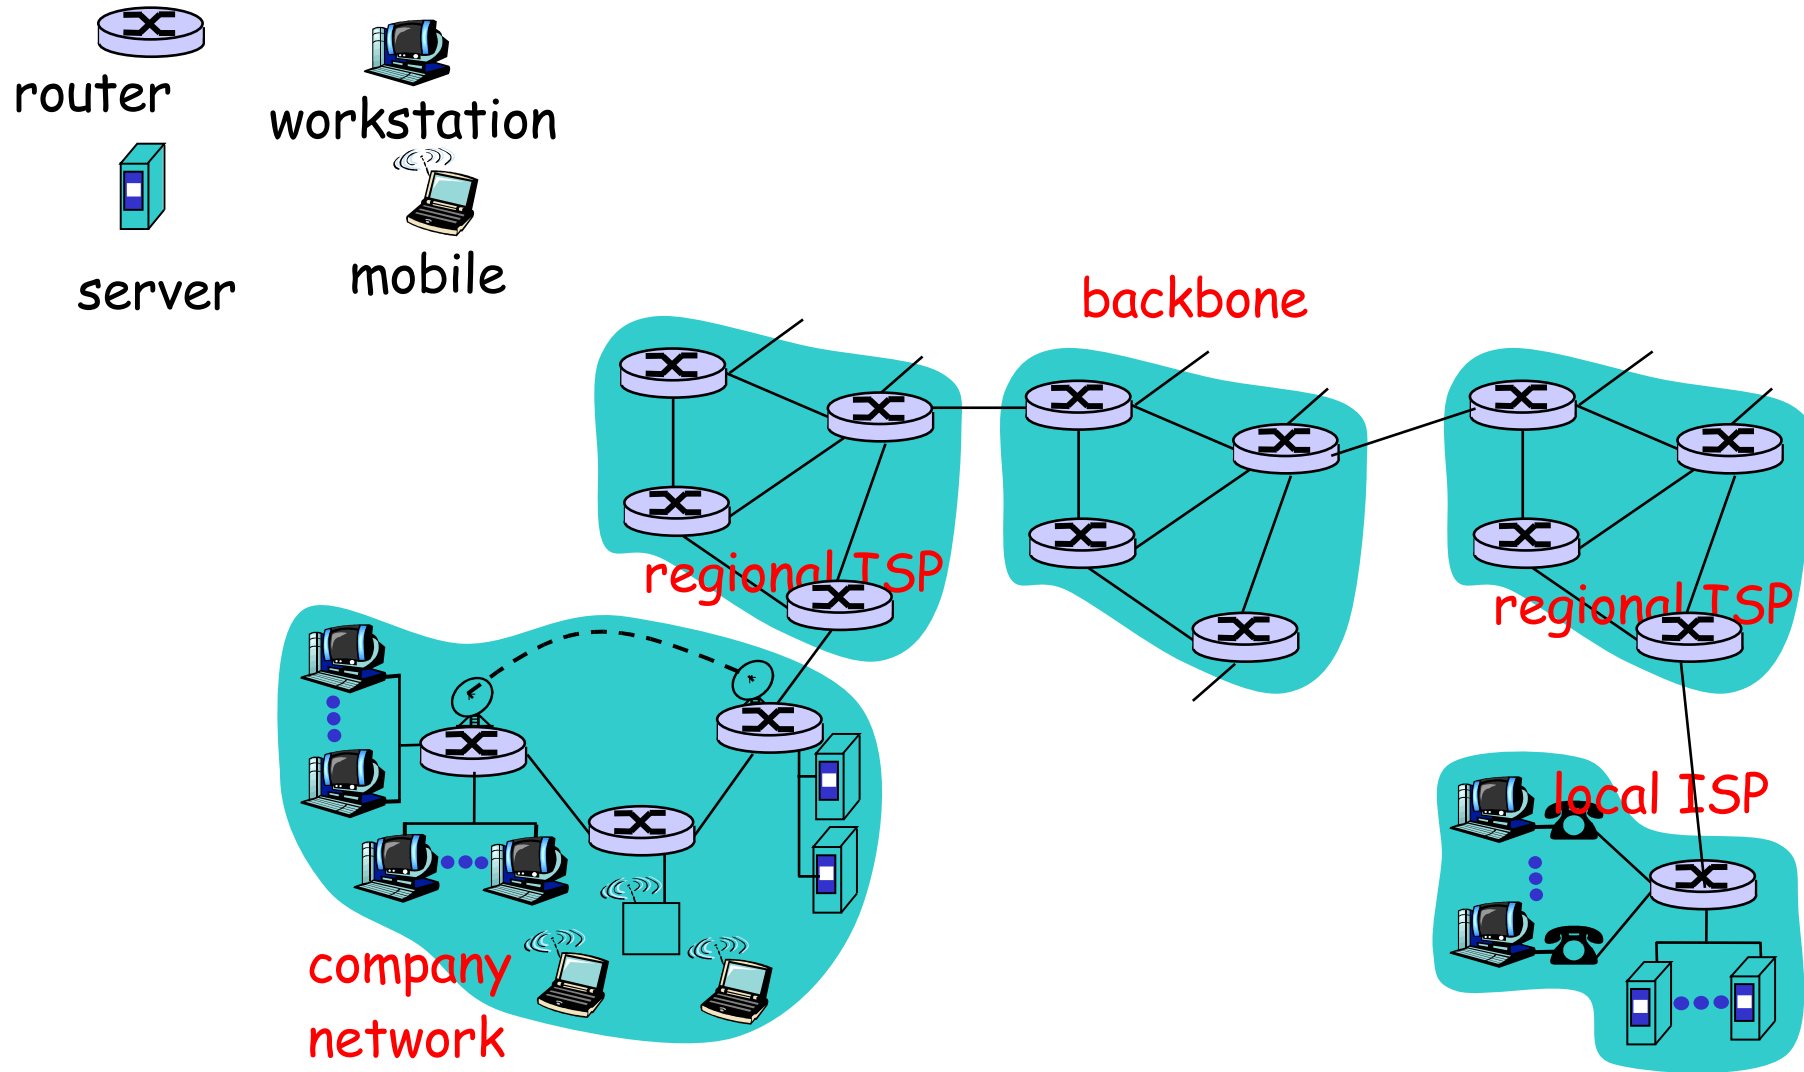 router
workstation
server
mobile
backbone
regional ISP
regional ISP
local ISP
company
network